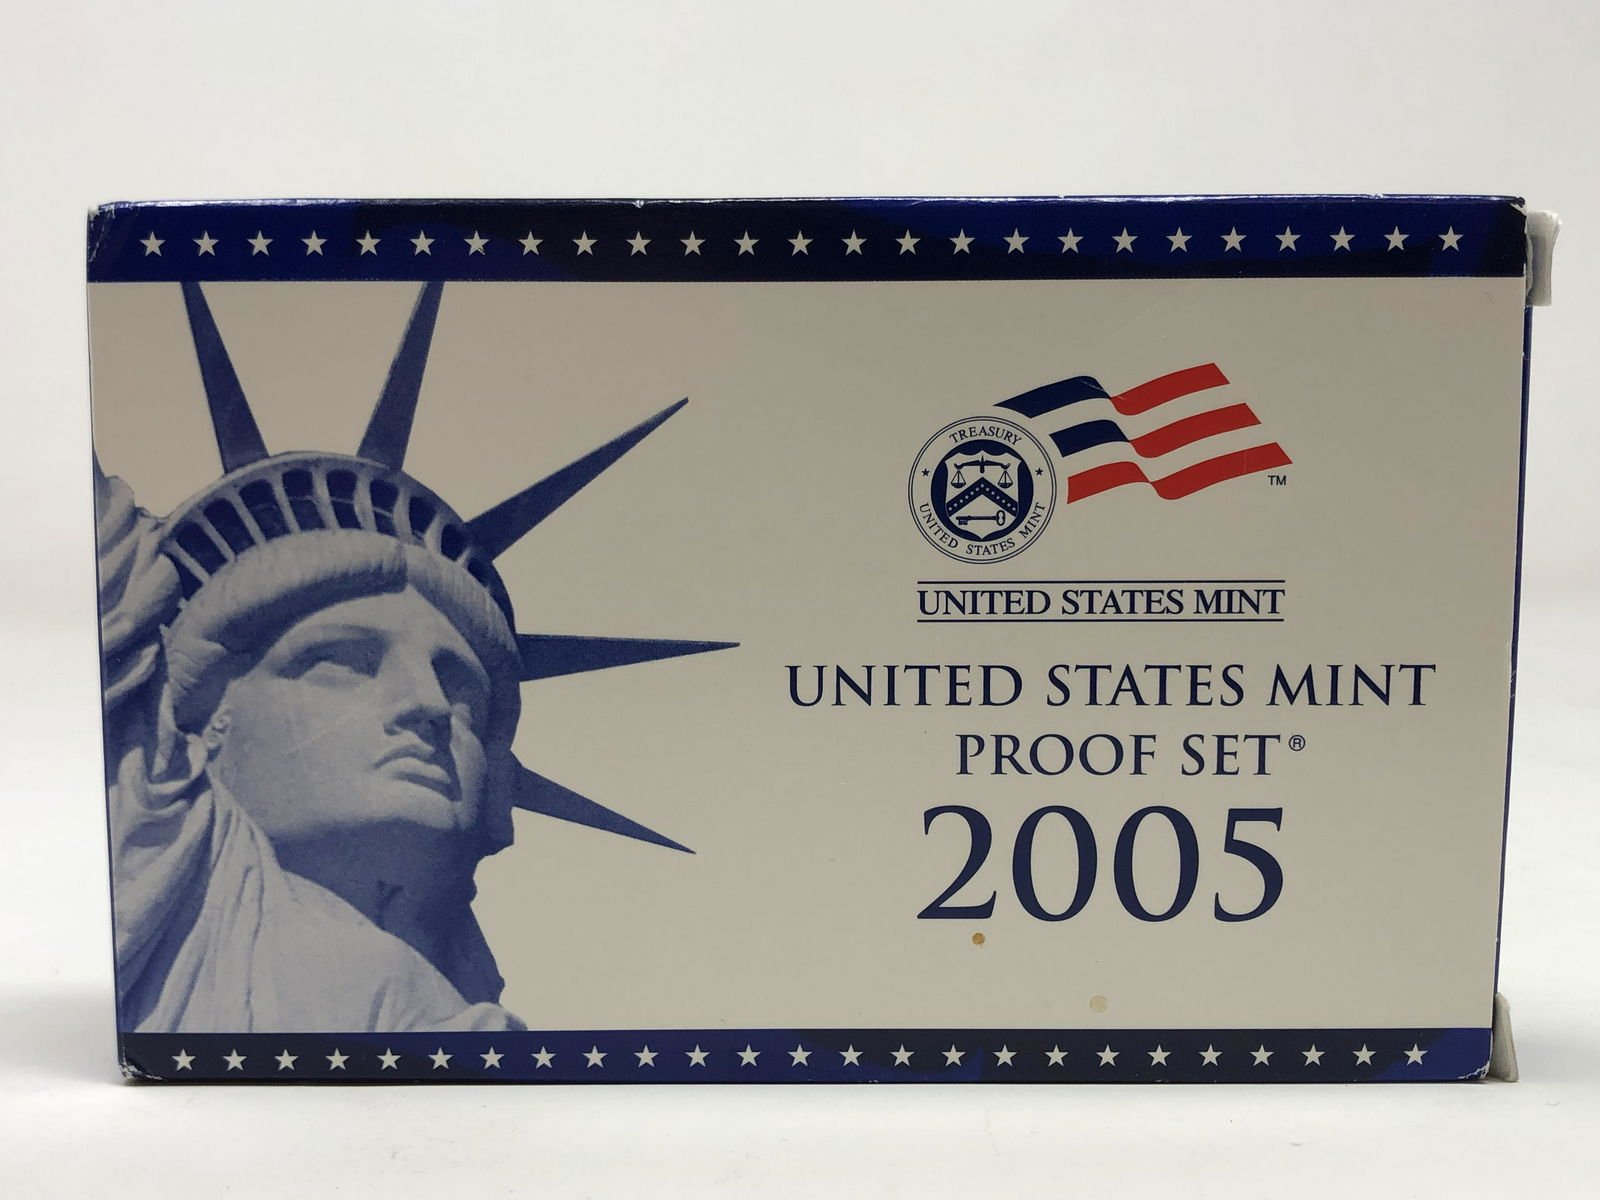 TREASURY
UNITED STATES MINT
TM
UNITED STATES MINT
UNITED STATES MINT
PROOF SET®
2005